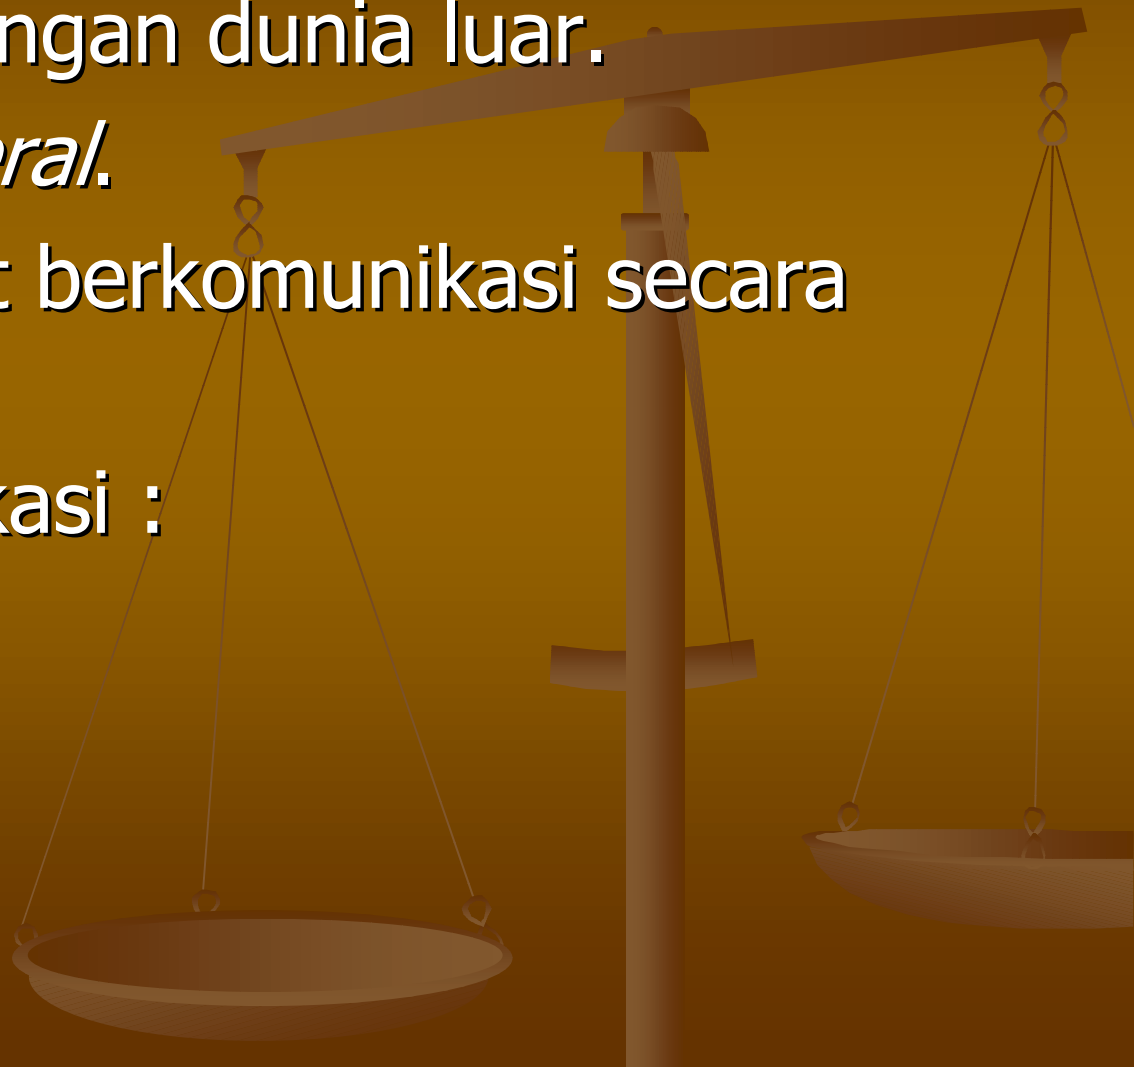 ngan dunia luar.
eral.
t berkomunikasi secara
kasi :